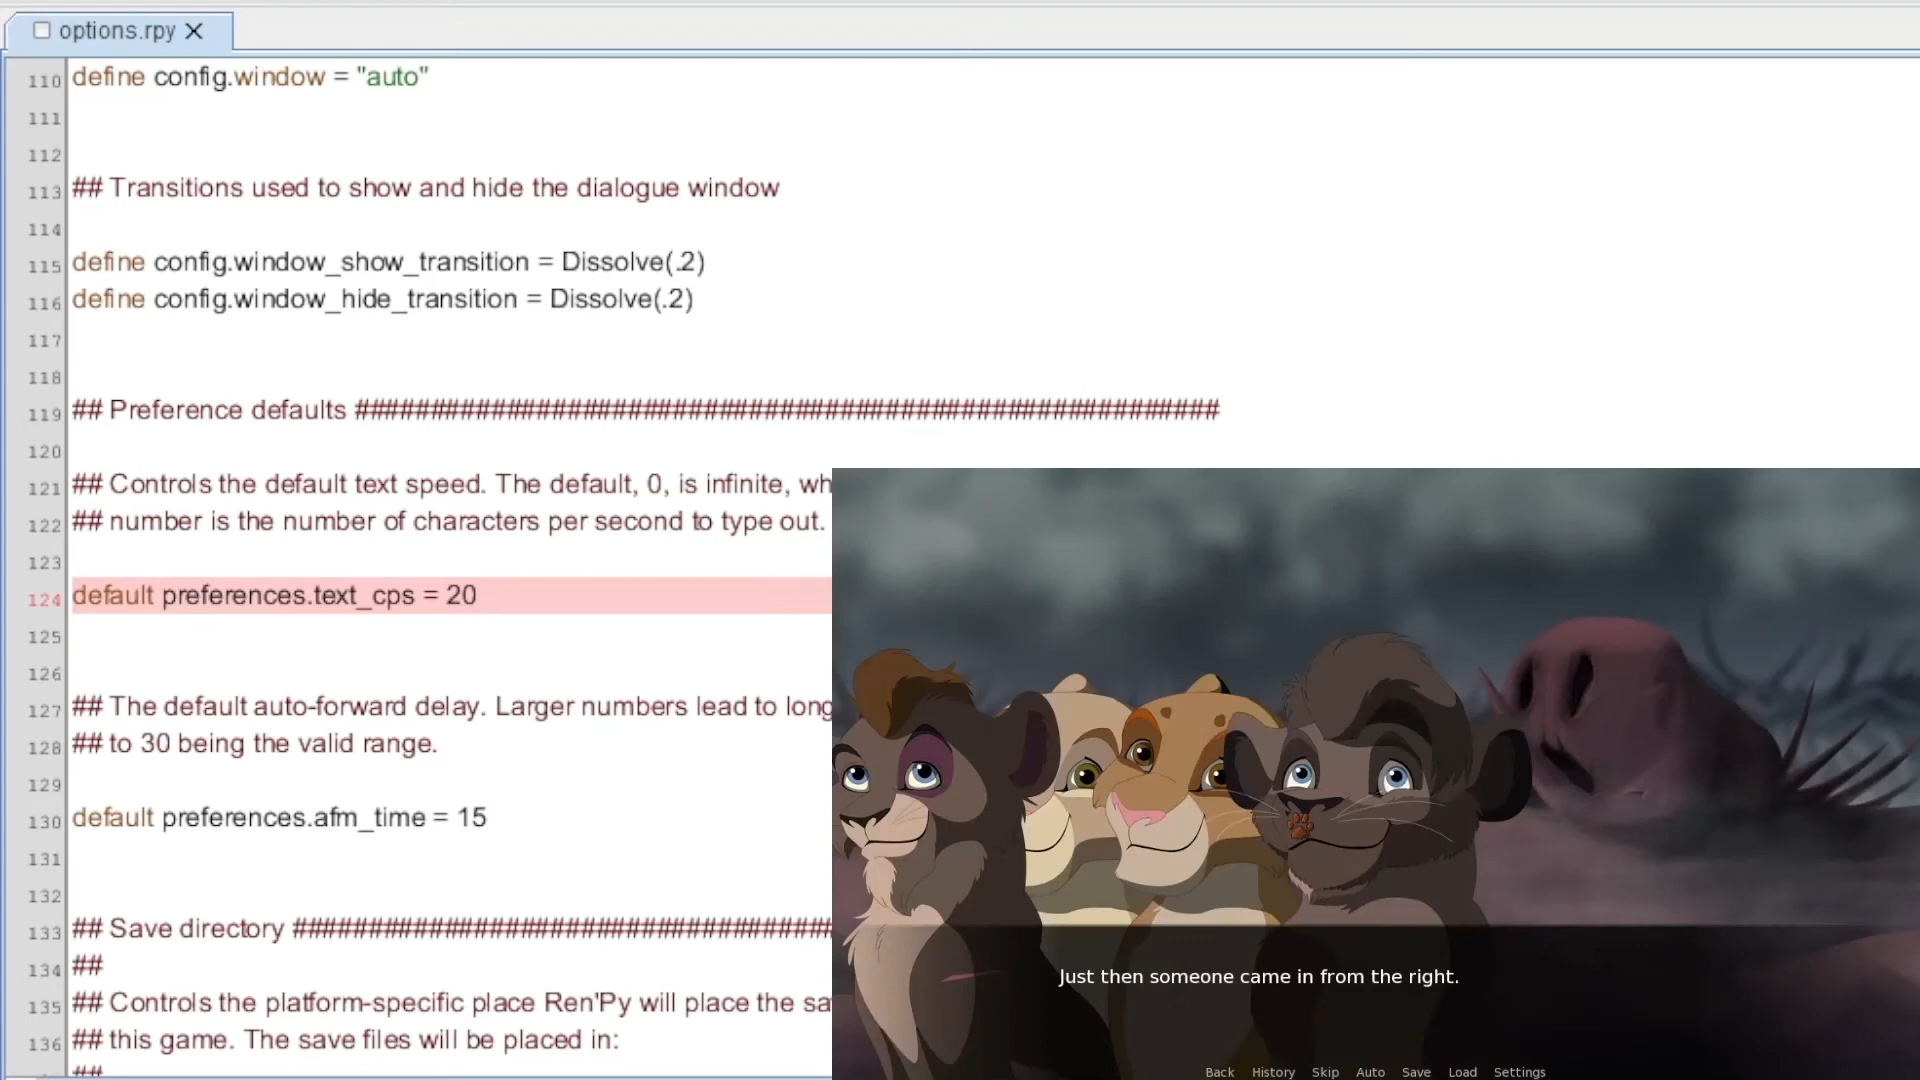 options.rpy
110 define config.window = "auto"
111
112
113 ## Transitions used to show and hide the dialogue window
114
115 define config.window_show_transition = Dissolve(.2)
116 define config.window_hide_transition = Dissolve(.2)
117
118
119 ## Preference defaults #####################################################################
120
121 ## Controls the default text speed. The default, 0, is infinite, wh
122 ## number is the number of characters per second to type out.
123
124 default preferences.text_cps = 20
125
126
127 ## The default auto-forward delay. Larger numbers lead to long
128 ## to 30 being the valid range.
129
130 default preferences.afm_time = 15
131
132
133 ## Save directory ###########################################
134 ##
135 ## Controls the platform-specific place Ren'Py will place the sa
136 ## this game. The save files will be placed in:
##
Just then someone came in from the right.
Back History Skip Auto Save Load Settings